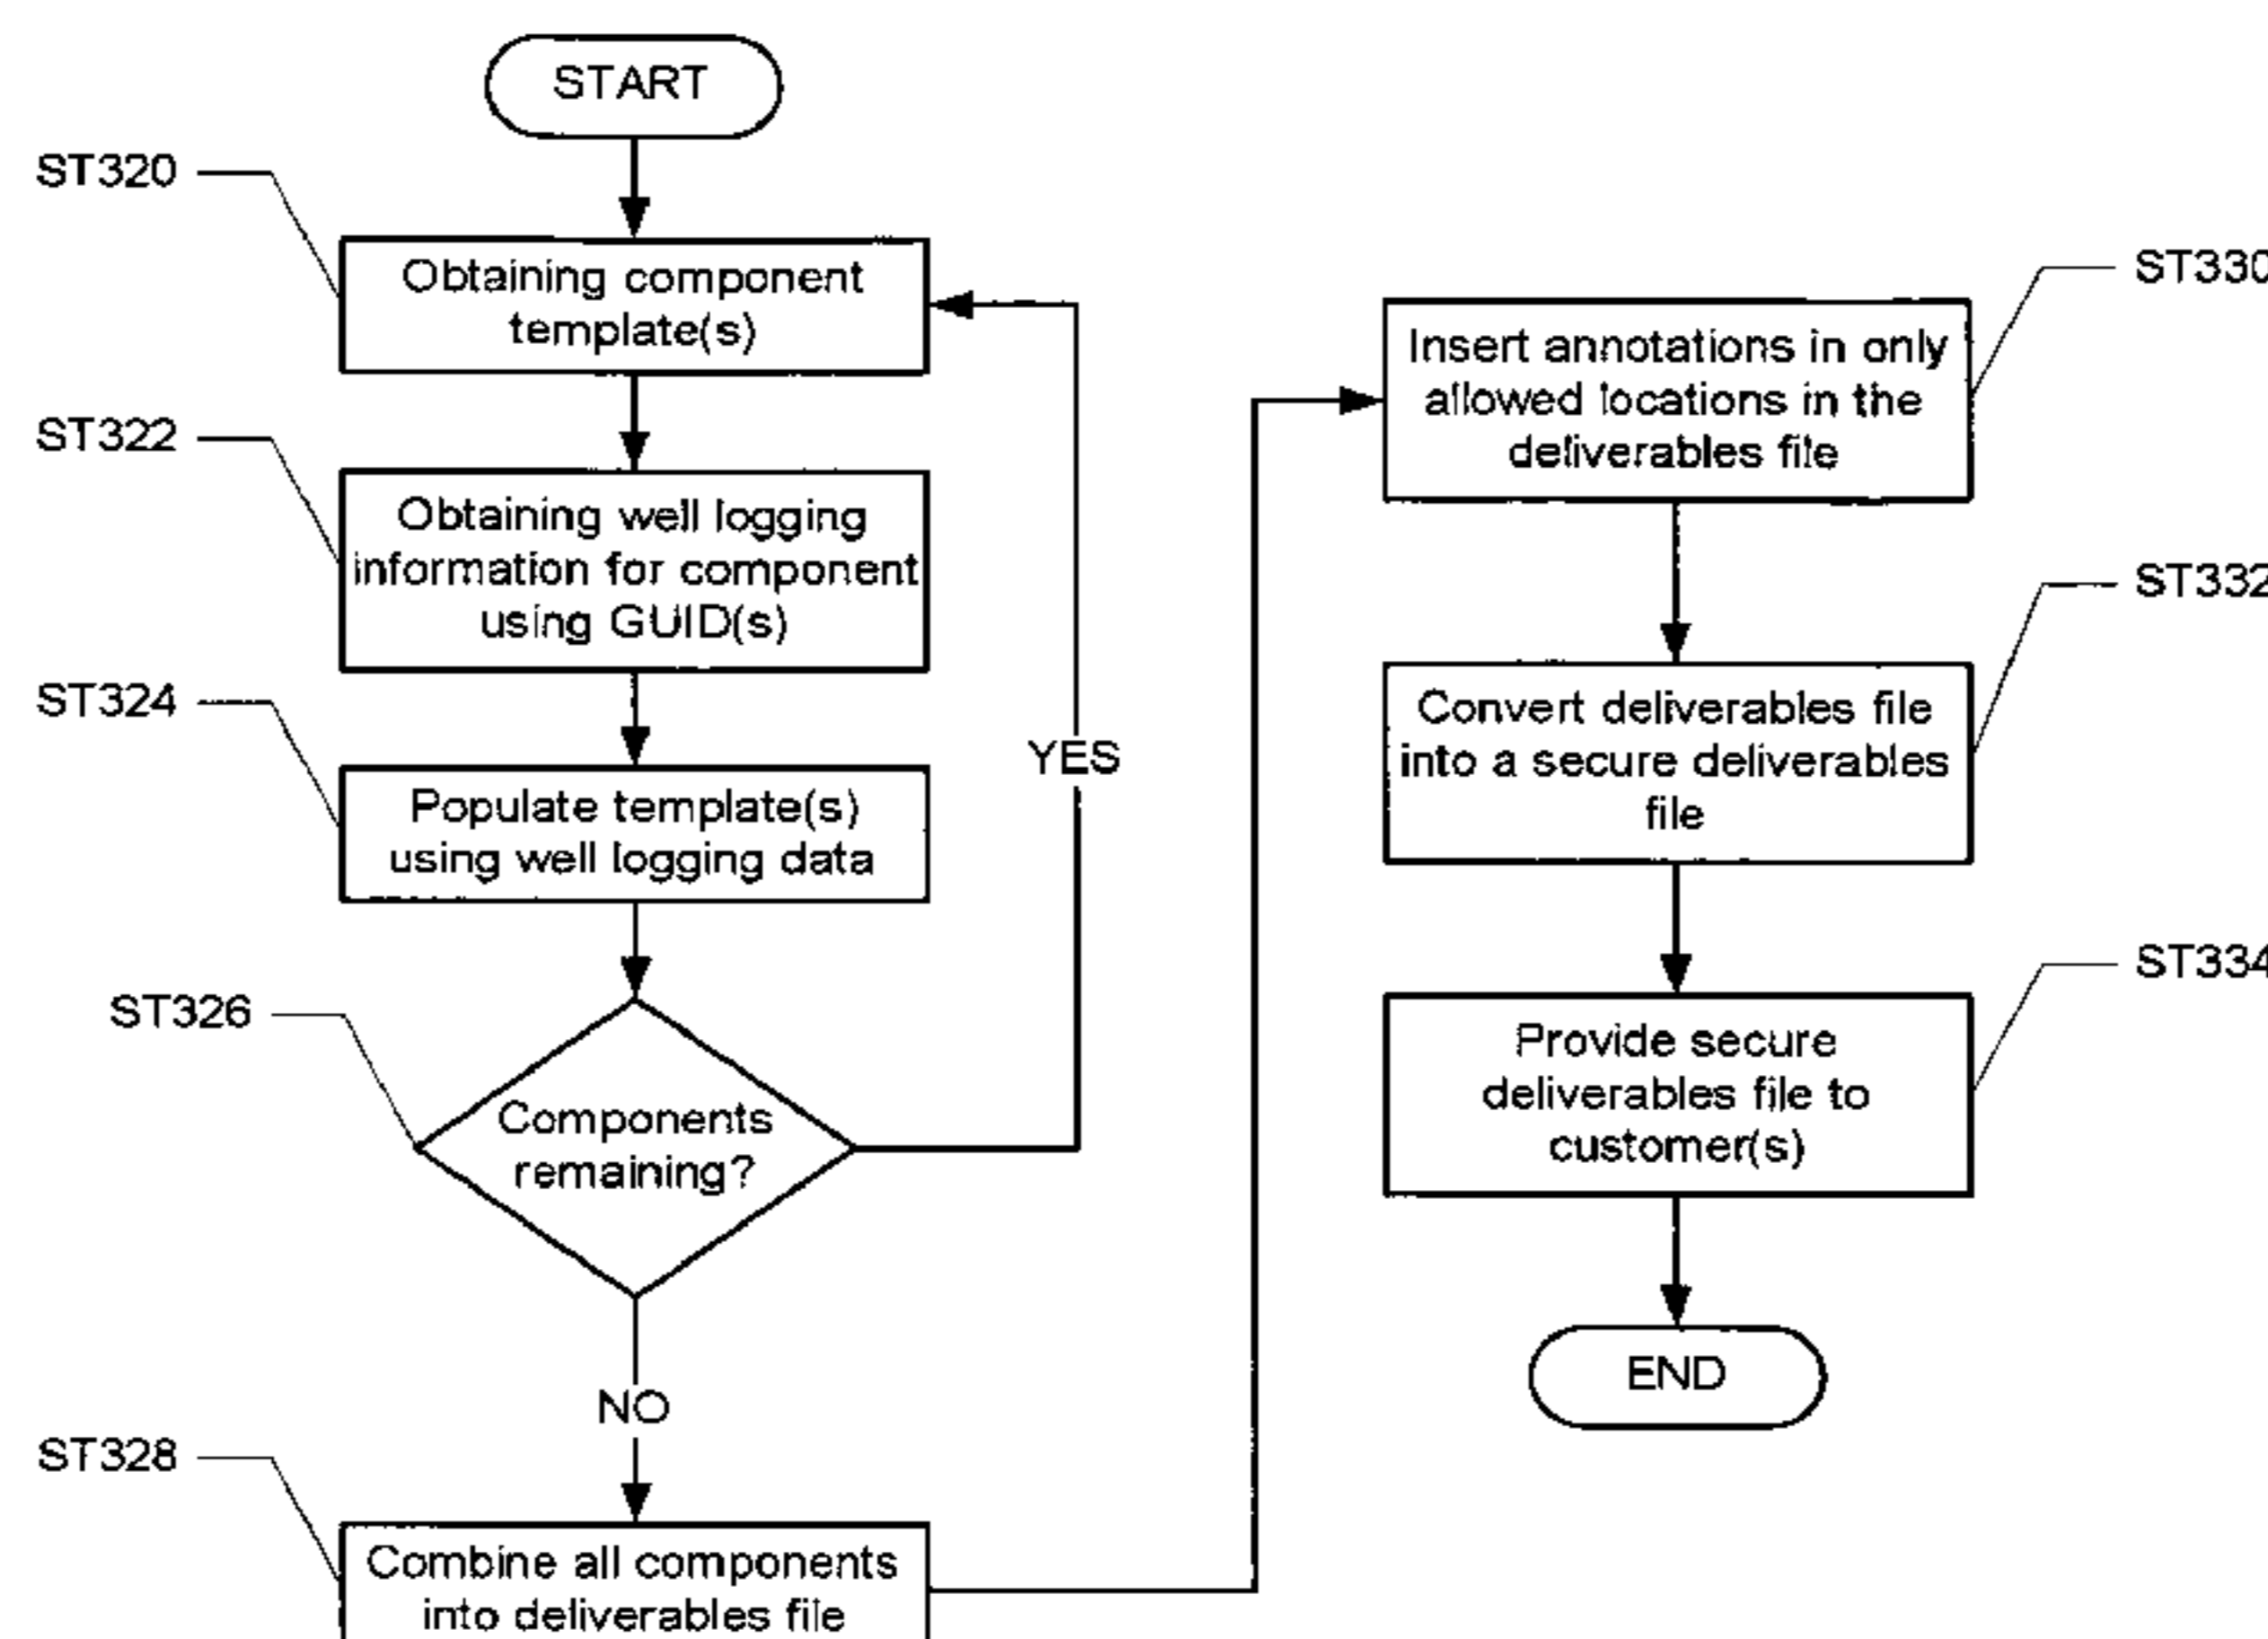 START
ST320
Obtaining component
template(s)
ST322
Obtaining well logging
information for component
using GUID(s)
ST324
Populate template(s)
using well logging data
YES
ST326
Components
remaining?
NO
ST328
Combine all components
into deliverables file
ST330
Insert annotations in only
allowed locations in the
deliverables file
ST332
Convert deliverables file
into a secure deliverables
file
ST334
Provide secure
deliverables file to
customer(s)
END